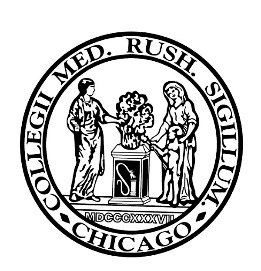 COLLEGII MED. RUSH. SIGILLUM.
MDCCCXXXVII
CHICAGO